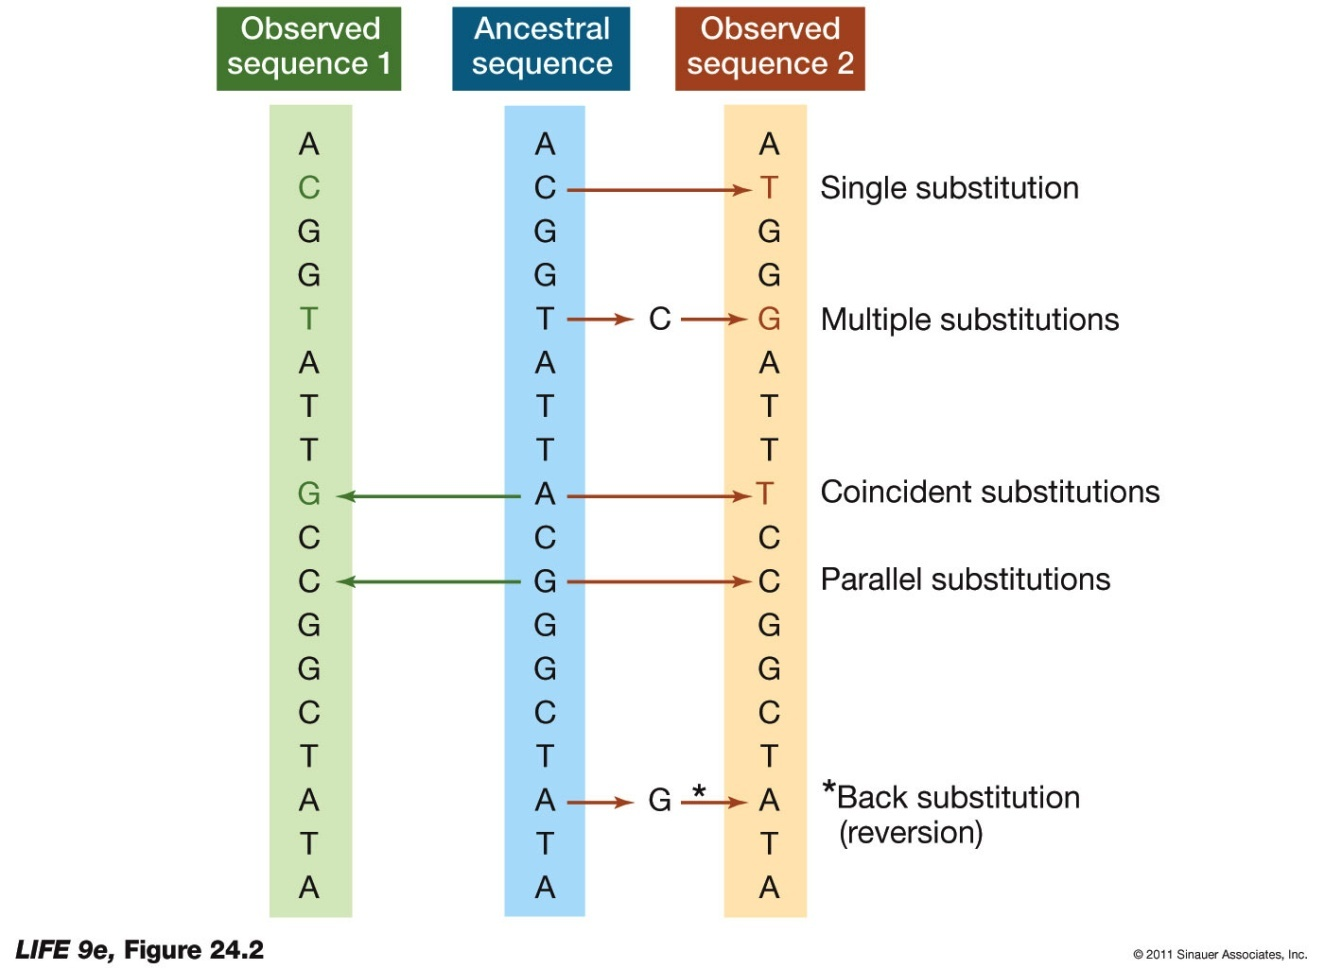 Observed sequence 1
Ancestral sequence
Observed sequence 2
A A A
C C T Single substitution
G G G
G G G
T T C G Multiple substitutions
A A A
T T T
T T T
G A T Coincident substitutions
C C C
C G C Parallel substitutions
G G G
G G G
C C C
T T T
A A G * A *Back substitution
(reversion)
T T T
A A A
LIFE 9e, Figure 24.2
© 2011 Sinauer Associates, Inc.